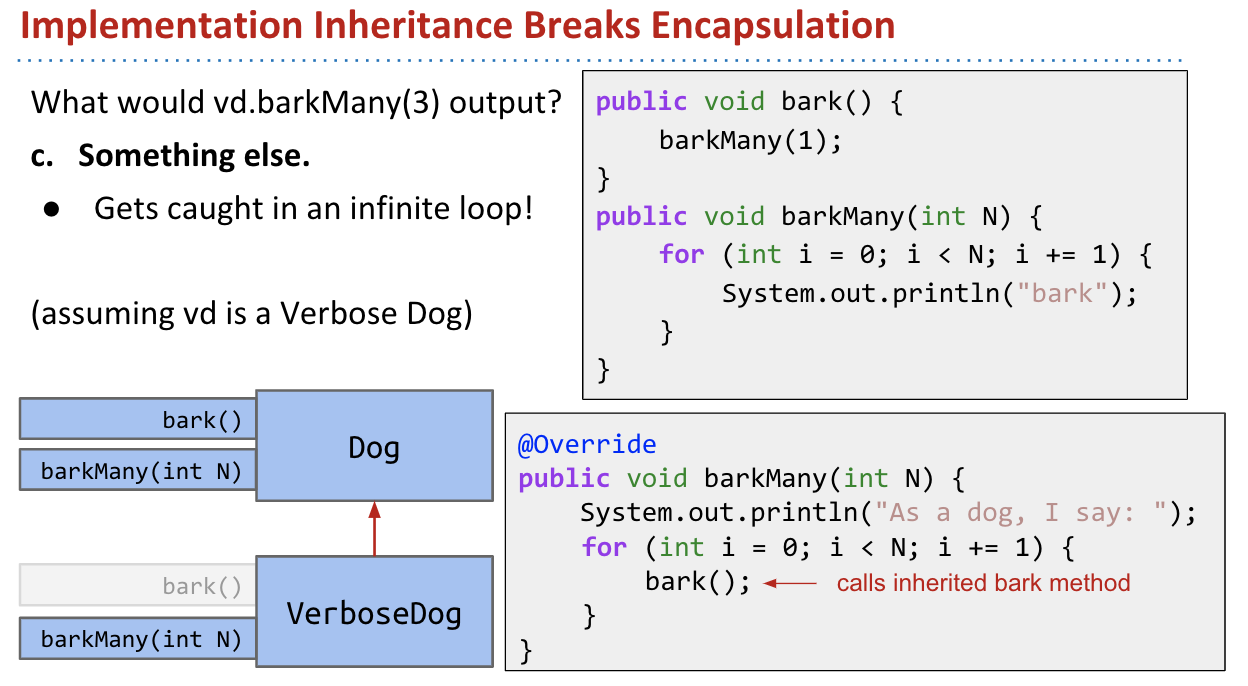 Implementation Inheritance Breaks Encapsulation
What would vd.barkMany(3) output?
c. Something else.
● Gets caught in an infinite loop!
(assuming vd is a Verbose Dog)
public void bark() {
    barkMany(1);
}
public void barkMany(int N) {
    for (int i = 0; i < N; i += 1) {
        System.out.println("bark");
    }
}
bark()
barkMany(int N)
Dog
bark()
barkMany(int N)
VerboseDog
@Override
public void barkMany(int N) {
    System.out.println("As a dog, I say: ");
    for (int i = 0; i < N; i += 1) {
        bark(); calls inherited bark method
    }
}